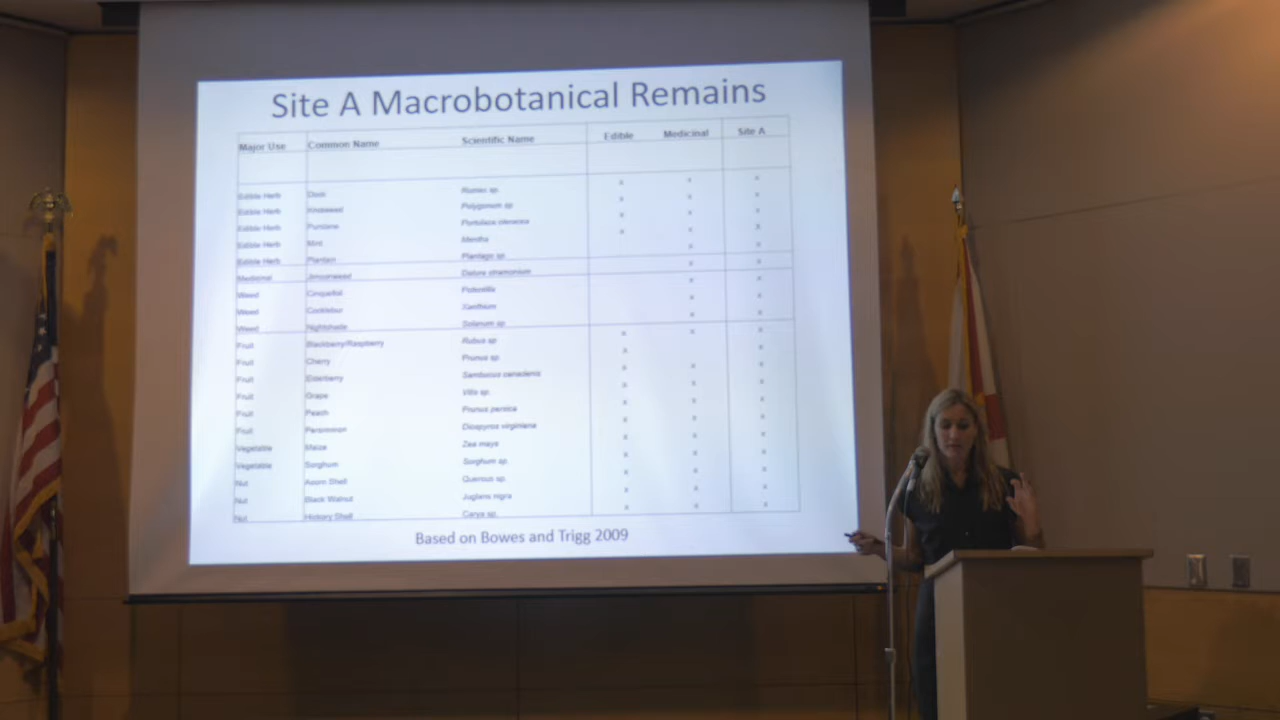 Site A Macrobotanical Remains
Major Use Common Name Scientific Name Edible Medicinal Site A
Edible Herb Dock Rumex sp. x x x
Edible Herb Knotweed Polygonum sp x x x
Edible Herb Purslane Portulaca oleracea x x x
Edible Herb Mint Mentha x x x
Edible Herb Plantain Plantago sp. x x
Medicinal Jimsonweed Datura stramonium x x
Weed Cinquefoil Potentilla x x
Weed Cocklebur Xanthium x x
Weed Nightshade Solanum sp x x
Fruit Blackberry/Raspberry Rubus sp x x x
Fruit Cherry Prunus sp. x x
Fruit Elderberry Sambucus canadensis x x x
Fruit Grape Vitis sp. x x x
Fruit Peach Prunus persica x x x
Fruit Persimmon Diospyros virginiana x x x
Vegetable Maize Zea mays x x x
Vegetable Sorghum Sorghum sp. x x x
Nut Acorn Shell Quercus sp. x x x
Nut Black Walnut Juglans nigra x x x
Nut Hickory Shell Carya sp. x x x
Based on Bowes and Trigg 2009